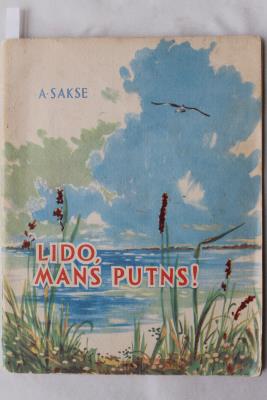 A. SAKSE
LIDO,
MANS PUTNS!